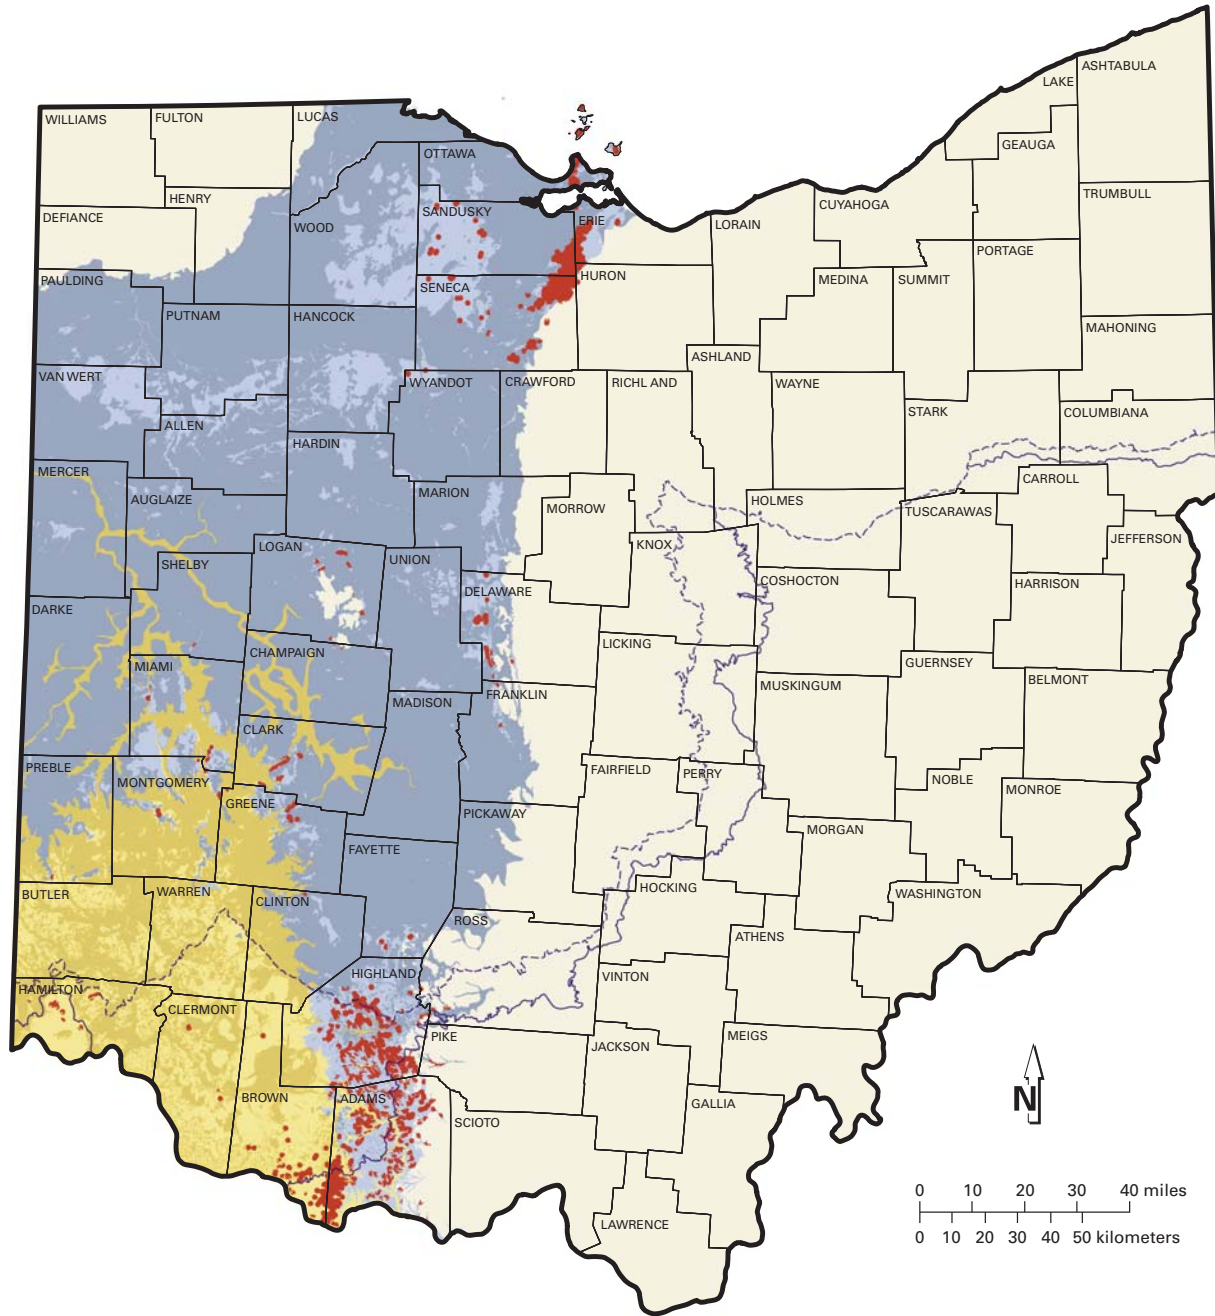 ASHTABULA
LAKE
WILLIAMS
FULTON
LUCAS
GEAUGA
OTTAWA
TRUMBULL
HENRY
DEFIANCE
SANDUSKY
CUYAHOGA
WOOD
ERIE
LORAIN
PORTAGE
PAULDING
SENECA
HURON
MEDINA
SUMMIT
PUTNAM
HANCOCK
MAHONING
ASHLAND
VAN WERT
WYANDOT
CRAWFORD
RICHLAND
WAYNE
STARK
COLUMBIANA
ALLEN
HARDIN
MERCER
CARROLL
AUGLAIZE
MARION
HOLMES
MORROW
TUSCARAWAS
JEFFERSON
LOGAN
KNOX
UNION
SHELBY
COSHOCTON
HARRISON
DELAWARE
DARKE
LICKING
CHAMPAIGN
MIAMI
GUERNSEY
BELMONT
MUSKINGUM
FRANKLIN
MADISON
CLARK
PREBLE
FAIRFIELD
PERRY
NOBLE
MONTGOMERY
MONROE
GREENE
PICKAWAY
MORGAN
FAYETTE
HOCKING
BUTLER
WARREN
CLINTON
WASHINGTON
ROSS
ATHENS
HIGHLAND
VINTON
HAMILTON
CLERMONT
PIKE
MEIGS
JACKSON
BROWN
ADAMS
GALLIA
SCIOTO
N
0 10 20 30 40 miles
LAWRENCE
0 10 20 30 40 50 kilometers